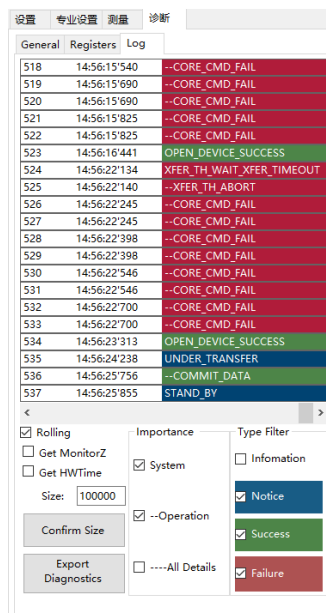 设置 专业设置 测量 诊断
General Registers Log
518 14:56:15'540 --CORE_CMD_FAIL
519 14:56:15'690 --CORE_CMD_FAIL
520 14:56:15'690 --CORE_CMD_FAIL
521 14:56:15'825 --CORE_CMD_FAIL
522 14:56:15'825 --CORE_CMD_FAIL
523 14:56:16'441 OPEN_DEVICE_SUCCESS
524 14:56:22'134 XFER_TH_WAIT_XFER_TIMEOUT
525 14:56:22'140 --XFER_TH_ABORT
526 14:56:22'245 --CORE_CMD_FAIL
527 14:56:22'245 --CORE_CMD_FAIL
528 14:56:22'398 --CORE_CMD_FAIL
529 14:56:22'398 --CORE_CMD_FAIL
530 14:56:22'546 --CORE_CMD_FAIL
531 14:56:22'546 --CORE_CMD_FAIL
532 14:56:22'700 --CORE_CMD_FAIL
533 14:56:22'700 --CORE_CMD_FAIL
534 14:56:23'313 OPEN_DEVICE_SUCCESS
535 14:56:24'238 UNDER_TRANSFER
536 14:56:25'756 --COMMIT_DATA
537 14:56:25'855 STAND_BY
Rolling
Get MonitorZ
Get HWTime
Size: 100000
Confirm Size
Export
Diagnostics
Importance
System
--Operation
----All Details
Type Filter
Infomation
Notice
Success
Failure